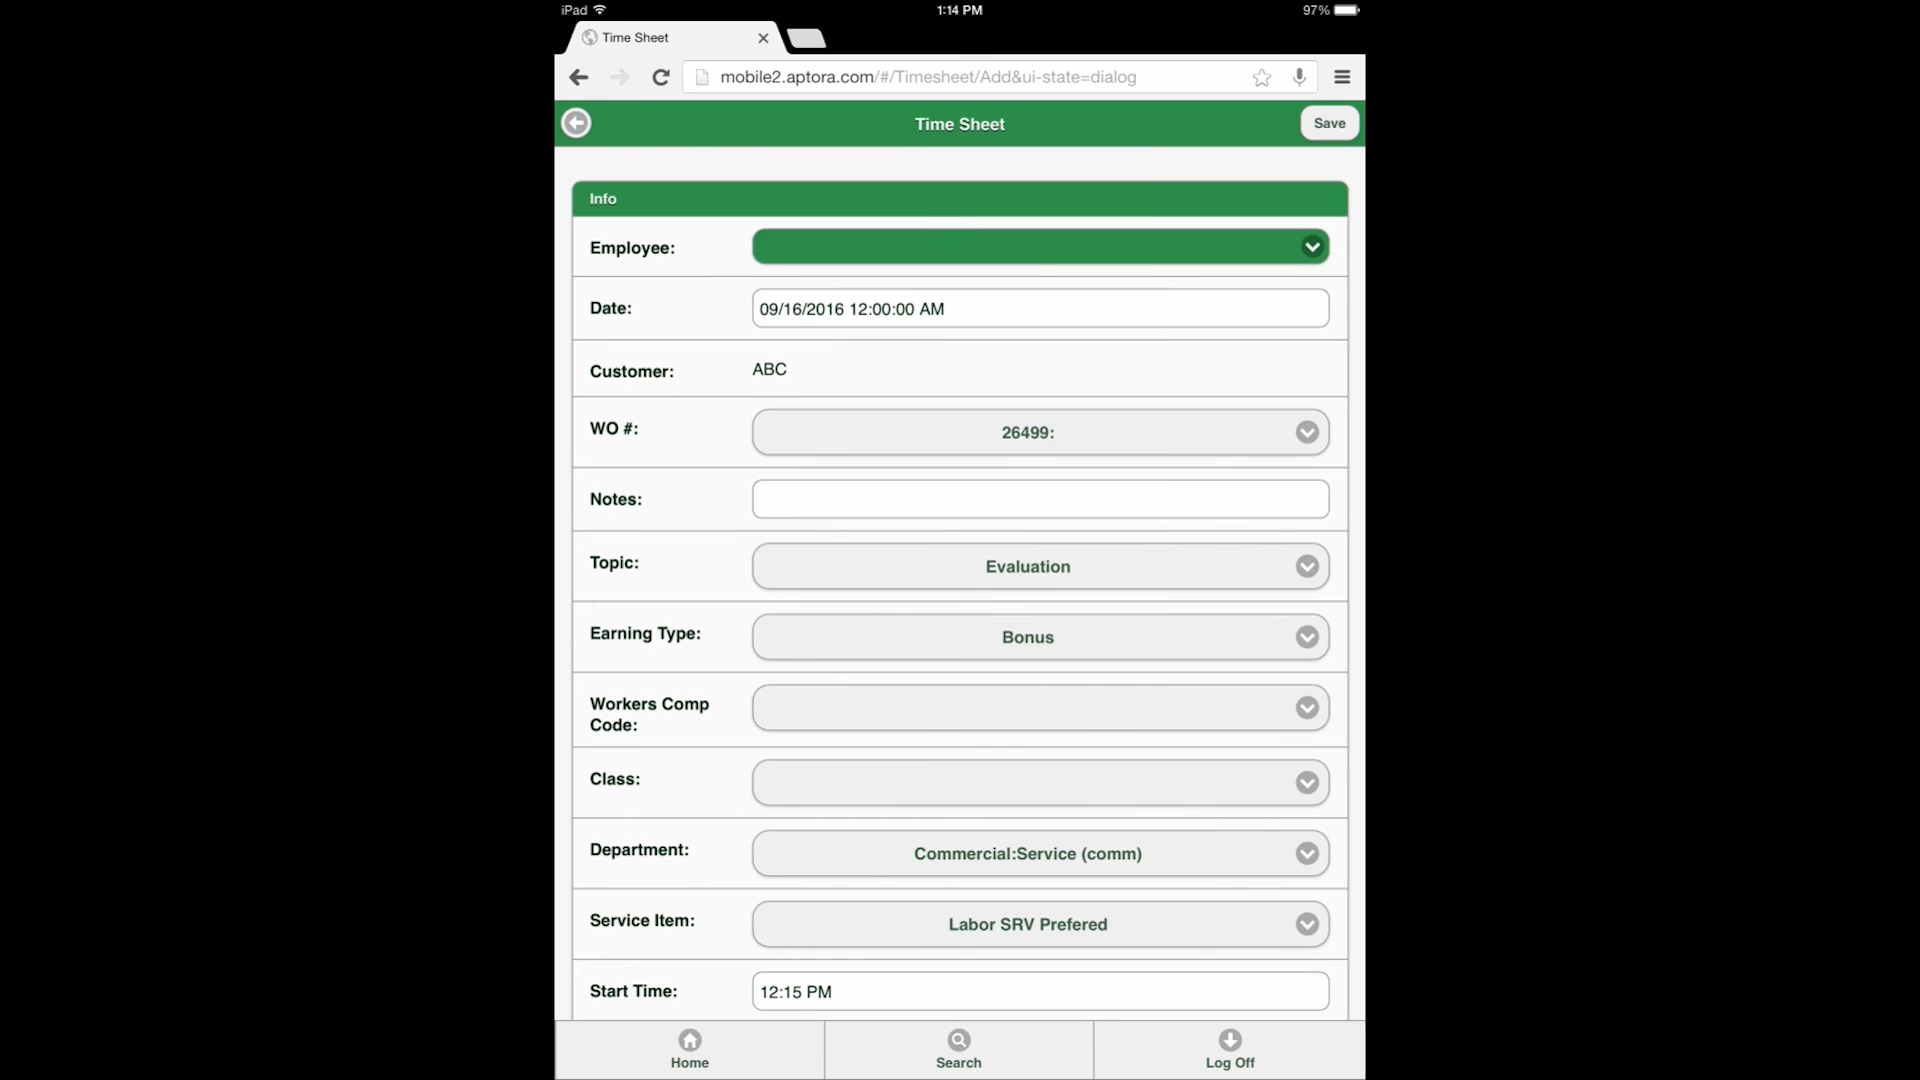 iPad
1:14 PM
97%
Time Sheet
mobile2.aptora.com/#/Timesheet/Add&ui-state=dialog
Time Sheet
Save
Info
Employee:
Date:
09/16/2016 12:00:00 AM
Customer:
ABC
WO #:
26499:
Notes:
Topic:
Evaluation
Earning Type:
Bonus
Workers Comp
Code:
Class:
Department:
Commercial:Service (comm)
Service Item:
Labor SRV Prefered
Start Time:
12:15 PM
Home
Search
Log Off